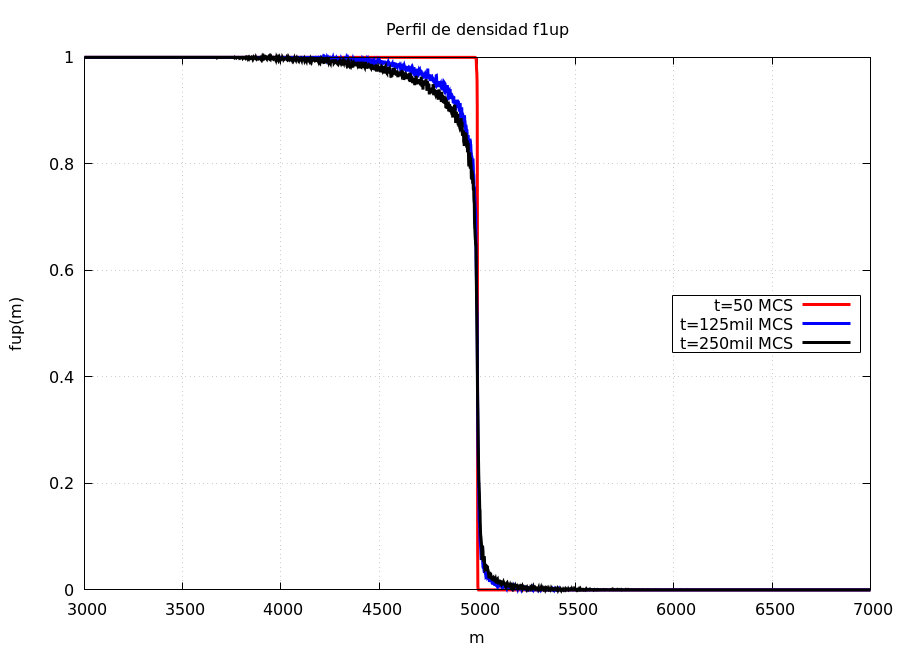 Perfil de densidad f1up
1
0.8
0.6
0.4
0.2
0
fup(m)
t=50 MCS
t=125mil MCS
t=250mil MCS
3000 3500 4000 4500 5000 5500 6000 6500 7000
m